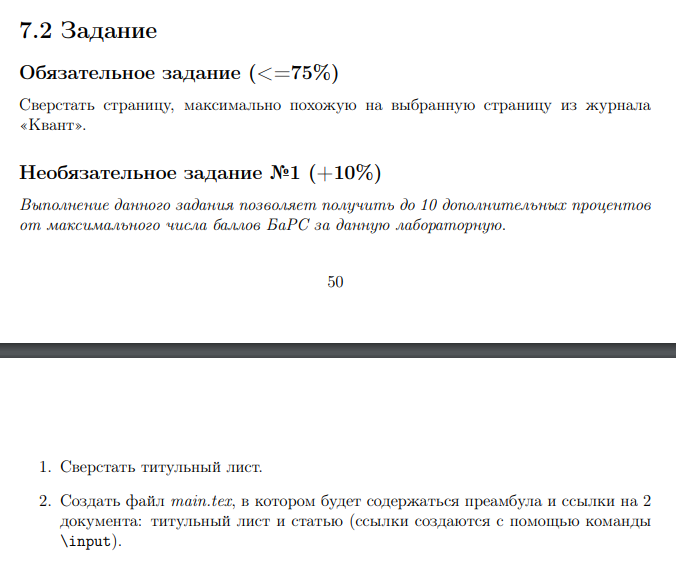 7.2 Задание
Обязательное задание (<=75%)
Сверстать страницу, максимально похожую на выбранную страницу из журнала
«Квант».
Необязательное задание №1 (+10%)
Выполнение данного задания позволяет получить до 10 дополнительных процентов
от максимального числа баллов БаРС за данную лабораторную.
50
1. Сверстать титульный лист.
2. Создать файл main.tex, в котором будет содержаться преамбула и ссылки на 2
документа: титульный лист и статью (ссылки создаются с помощью команды
\input).